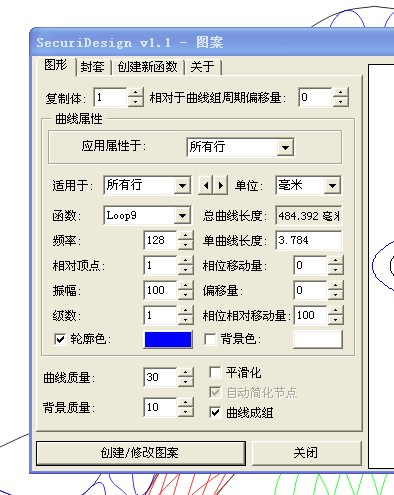 SecuriDesign v1.1 - 图案
图形 封套 创建新函数 关于
复制体: 1 相对于曲线组周期偏移量: 0
曲线属性
应用属性于: 所有行
适用于: 所有行 单位: 毫米
函数: Loop9 总曲线长度: 484.392 毫
频率: 128 单曲线长度: 3.784
相对顶点: 1 相位移动量: 0
振幅: 100 偏移量: 0
级数: 1 相位相对移动量: 100
轮廓色: 背景色:
曲线质量: 30 平滑化
自动简化节点
背景质量: 10 曲线成组
创建/修改图案 关闭